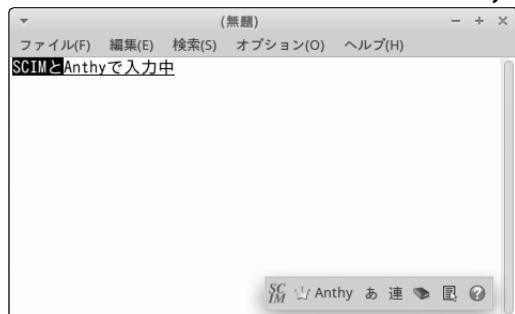 (無題)
ファイル(F) 編集(E) 検索(S) オプション(O) ヘルプ(H)
SCIMとAnthyで入力中
SCIM Anthy あ 連